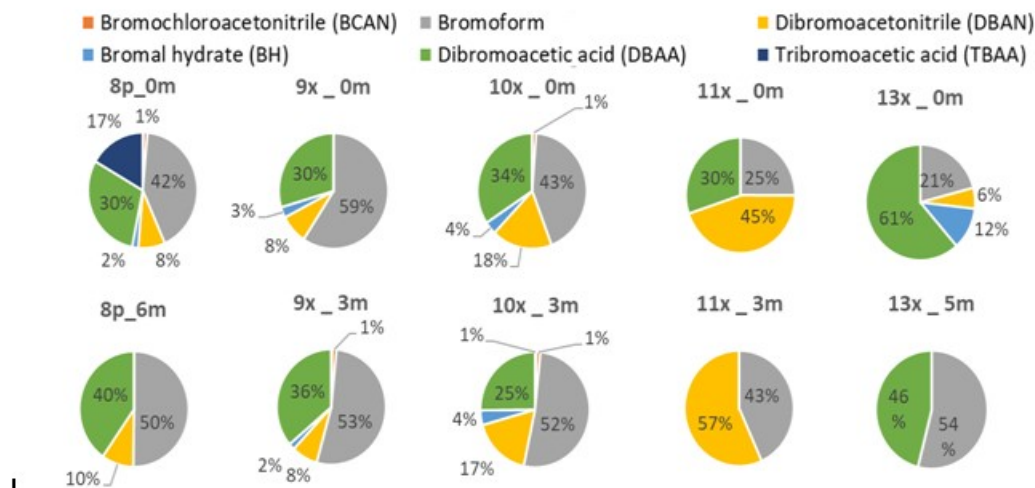 Bromochloroacetonitrile (BCAN) Bromoform Dibromoacetonitrile (DBAN)
Bromal hydrate (BH) Dibromoacetic acid (DBAA) Tribromoacetic acid (TBAA)
8p_0m 9x _ 0m 10x _ 0m 11x _ 0m 13x _ 0m
17% 1% 42% 30% 2% 8%
30% 59% 3% 8%
1% 34% 43% 4% 18%
30% 25% 45%
21% 6% 61% 12%
8p_6m 9x _ 3m 10x _ 3m 11x _ 3m 13x _ 5m
40% 50% 10%
1% 36% 53% 2% 8%
1% 1% 25% 4% 52% 17%
43% 57%
46
%
54
%